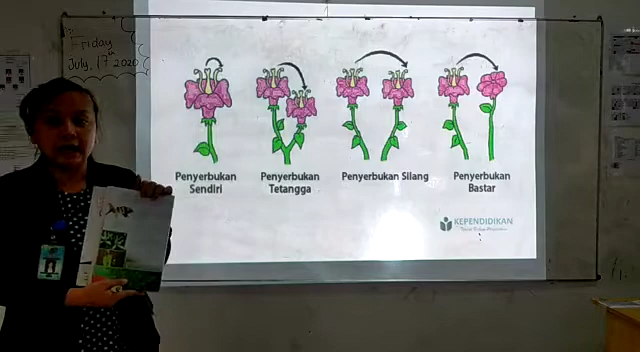 Friday
July, 17 2020
Penyerbukan
Sendiri
Penyerbukan
Tetangga
Penyerbukan Silang
Penyerbukan
Bastar
KEPENDIDIKAN